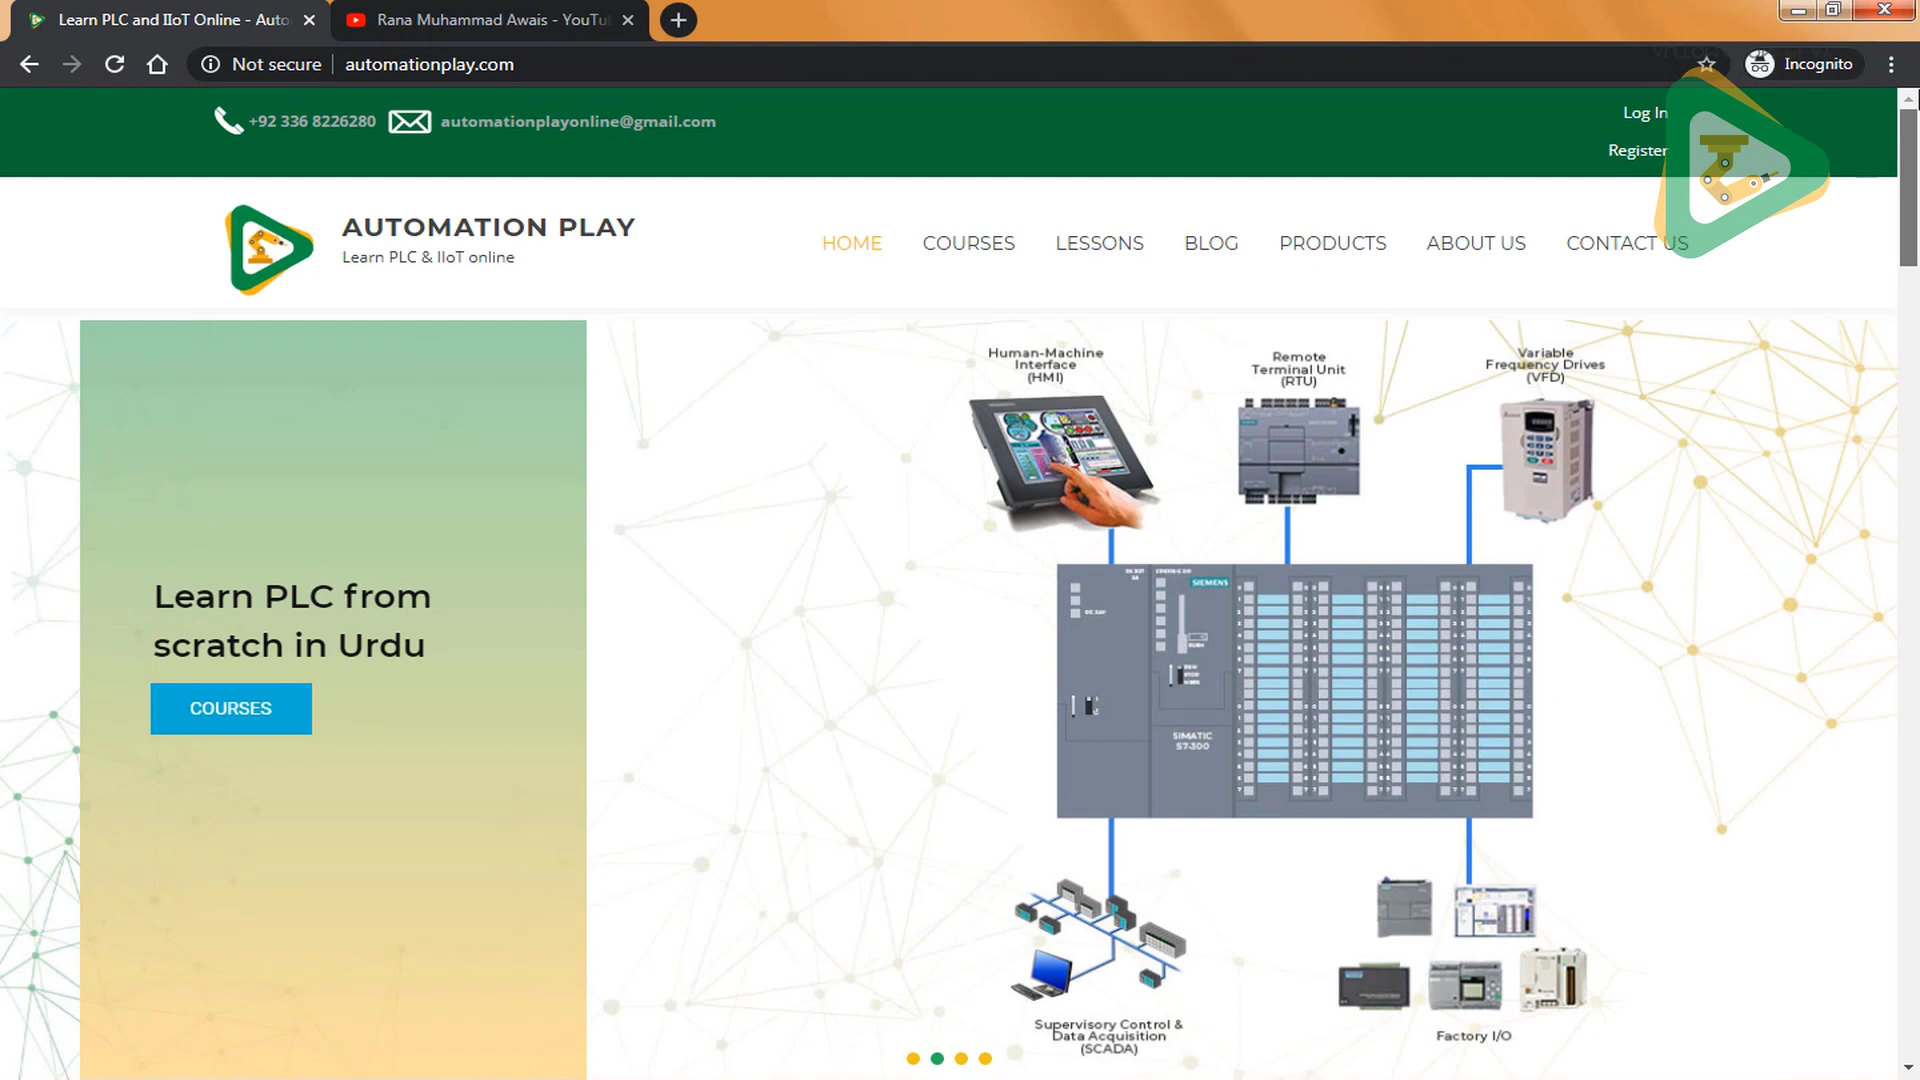 Learn PLC and IIoT Online - Auto
Rana Muhammad Awais - YouTu
Not secure
automationplay.com
Incognito
+92 336 8226280
automationplayonline@gmail.com
Log In
Register
AUTOMATION PLAY
Learn PLC & IIoT online
HOME
COURSES
LESSONS
BLOG
PRODUCTS
ABOUT US
CONTACT US
Human-Machine
Interface
(HMI)
Remote
Terminal Unit
(RTU)
Variable
Frequency Drives
(VFD)
Learn PLC from
scratch in Urdu
COURSES
SIEMENS
SIMATIC
S7-300
Supervisory Control &
Data Acquisition
(SCADA)
Factory I/O